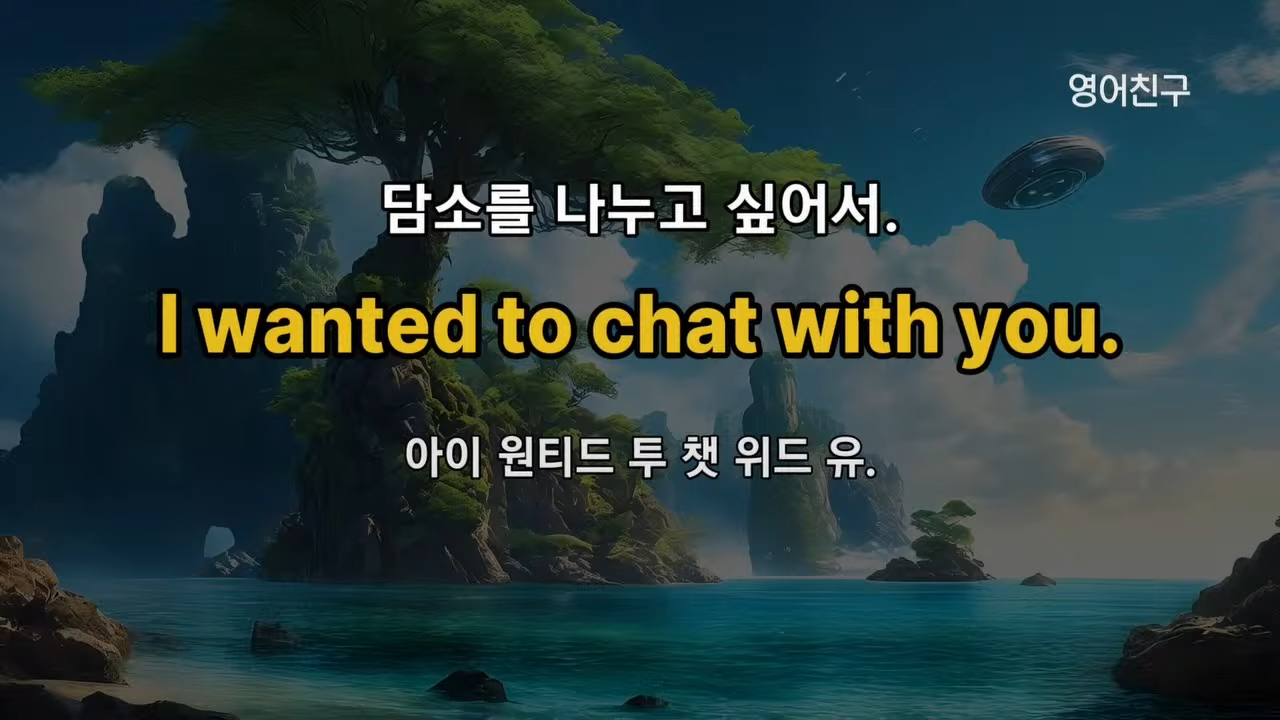 영어친구
담소를 나누고 싶어서.
I wanted to chat with you.
아이 원티드 투 챗 위드 유.